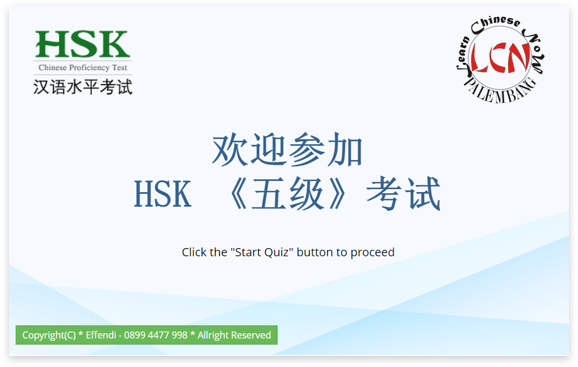 HSK
Chinese Proficiency Test
汉语水平考试
Learn Chinese Now
LCN
PALEMBANG
欢迎参加
HSK 《五级》考试
Click the "Start Quiz" button to proceed
Copyright(C) * Effendi - 0899 4477 998 * Allright Reserved